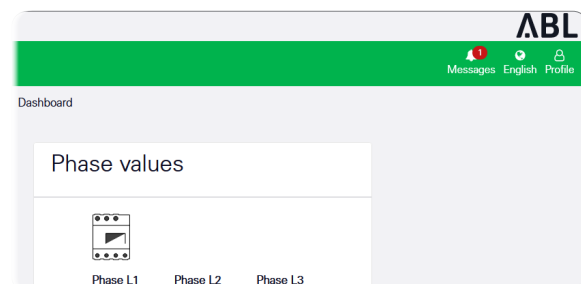 ABL
1
Messages English Profile
Dashboard
Phase values
Phase L1 Phase L2 Phase L3